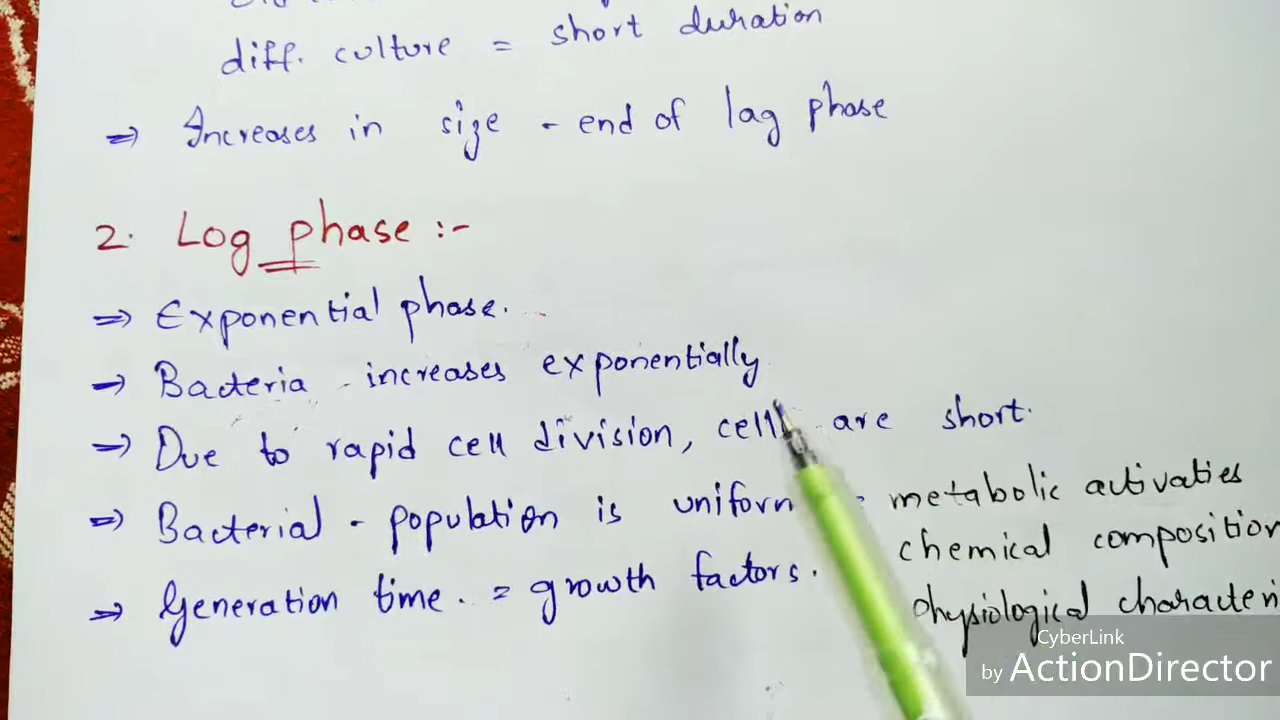 diff. culture = short duration
⇒ Increases in size - end of lag phase
2. Log phase :-
⇒ Exponential phase.
→ Bacteria - increases exponentially
→ Due to rapid cell division, cell are short.
⇒ Bacterial - population is uniform : metabolic activaties
chemical composition
physiological
⇒ Generation time. = growth factors.
CyberLink
by ActionDirector